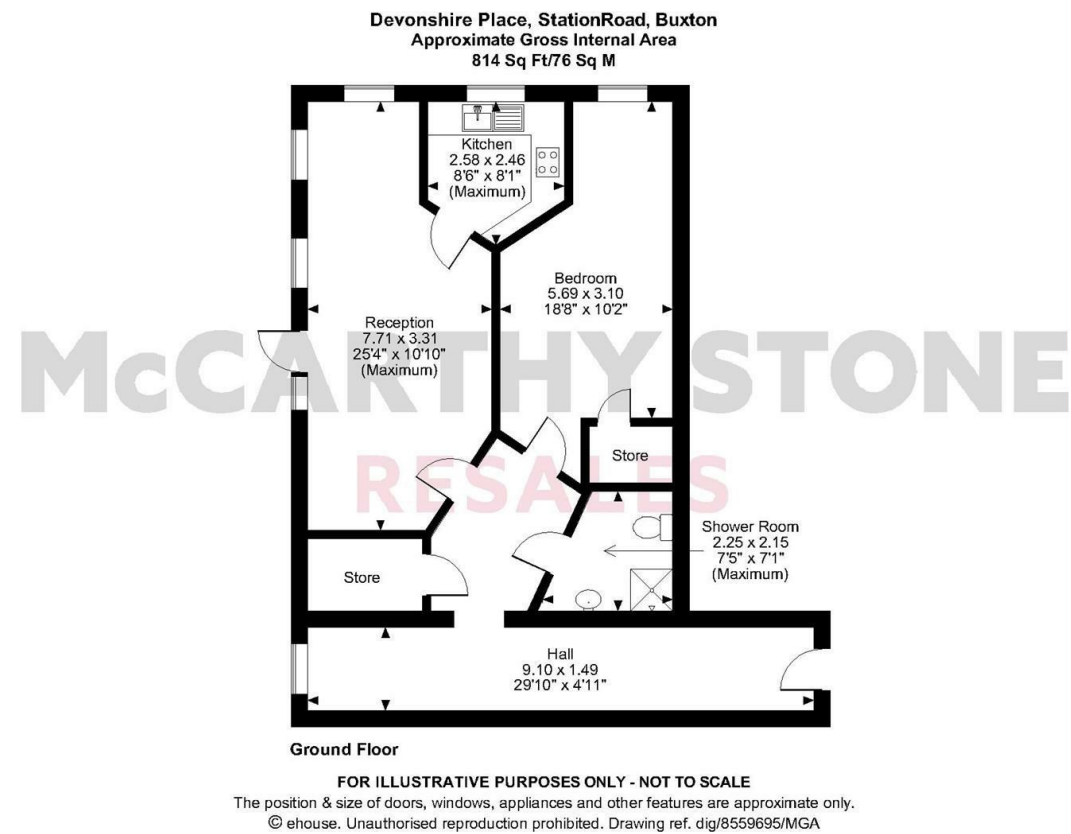 Devonshire Place, StationRoad, Buxton
Approximate Gross Internal Area
814 Sq Ft/76 Sq M
Kitchen
2.58 x 2.46
8'6" x 8'1"
(Maximum)
Bedroom
5.69 x 3.10
18'8" x 10'2"
Reception
7.71 x 3.31
25'4" x 10'10"
(Maximum)
McCARTHY STONE
RESALES
Store
Shower Room
2.25 x 2.15
7'5" x 7'1"
(Maximum)
Store
Hall
9.10 x 1.49
29'10" x 4'11"
Ground Floor
FOR ILLUSTRATIVE PURPOSES ONLY - NOT TO SCALE
The position & size of doors, windows, appliances and other features are approximate only.
© ehouse. Unauthorised reproduction prohibited. Drawing ref. dig/8559695/MGA